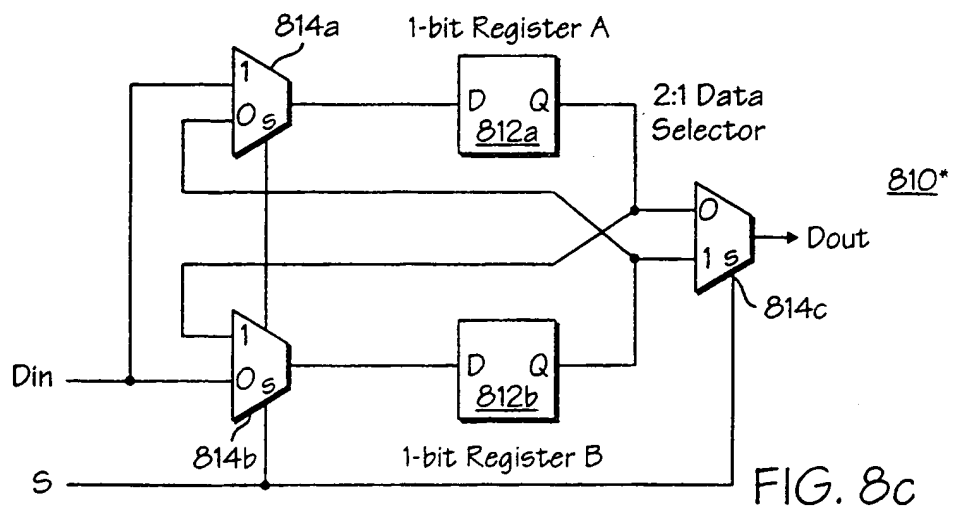 814a
1-bit Register A
1
0 s
D Q
812a
2:1 Data
Selector
810*
0
1 s
Dout
814c
1
0 s
Din
D Q
812b
814b
1-bit Register B
S
FIG. 8c